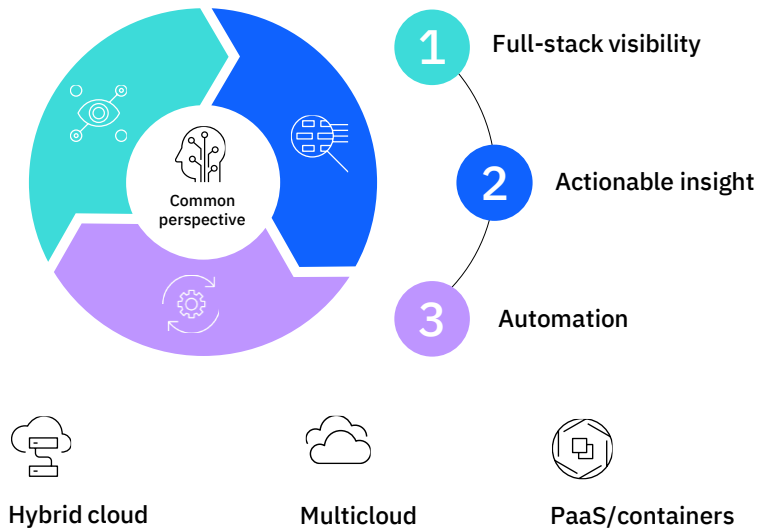 Common
perspective
1
Full-stack visibility
2
Actionable insight
3
Automation
Hybrid cloud
Multicloud
PaaS/containers